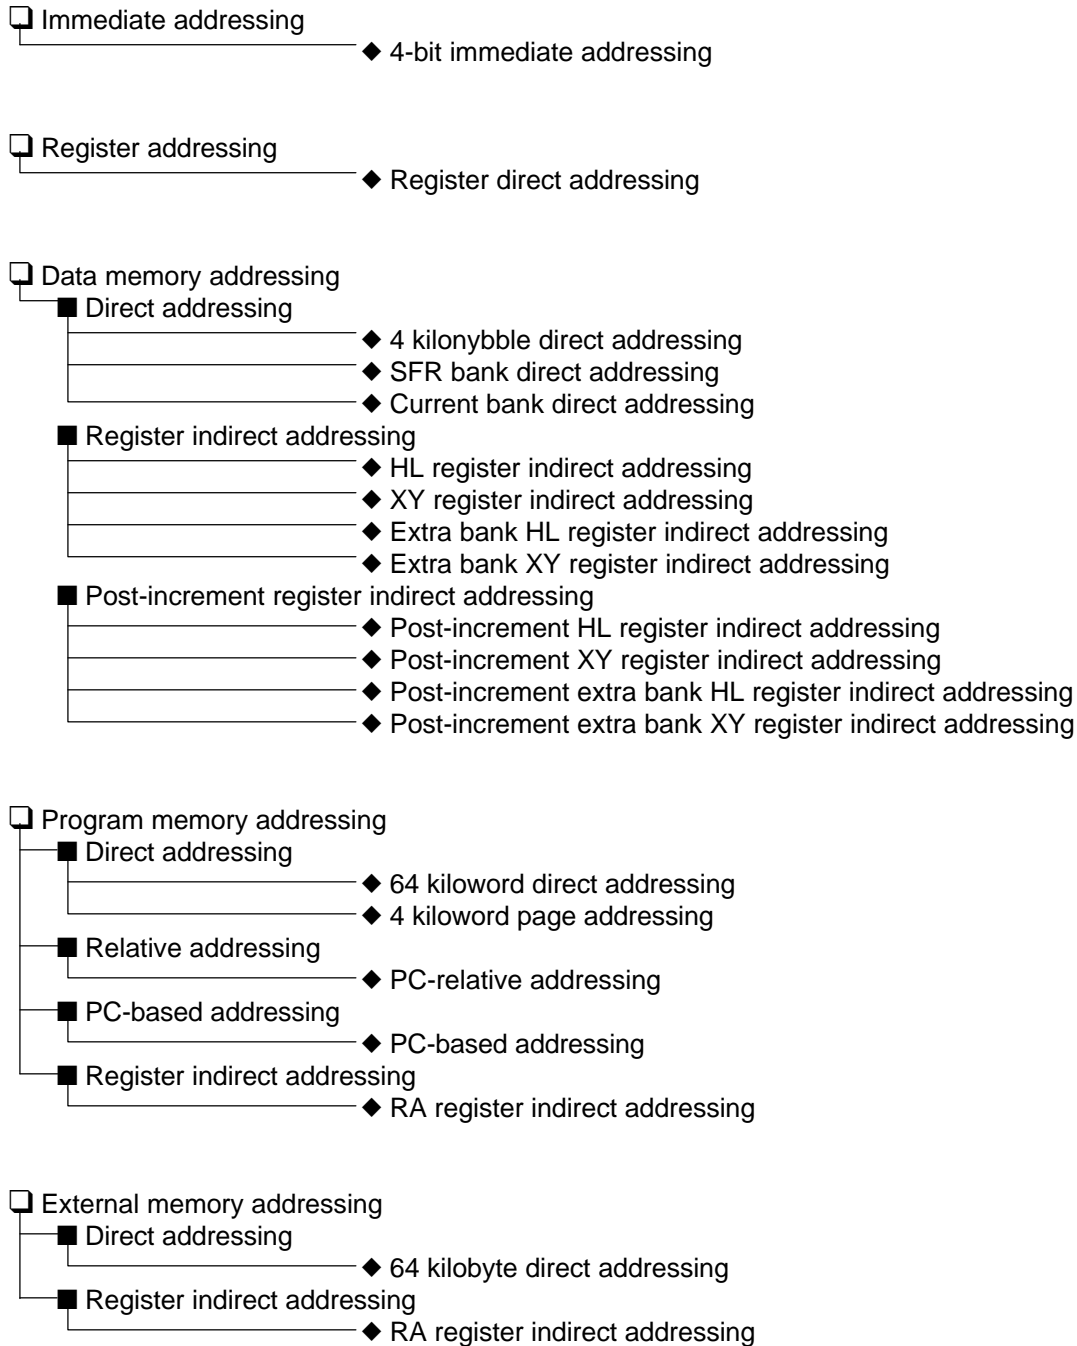 Immediate addressing
4-bit immediate addressing
Register addressing
Register direct addressing
Data memory addressing
Direct addressing
4 kilonybble direct addressing
SFR bank direct addressing
Current bank direct addressing
Register indirect addressing
HL register indirect addressing
XY register indirect addressing
Extra bank HL register indirect addressing
Extra bank XY register indirect addressing
Post-increment register indirect addressing
Post-increment HL register indirect addressing
Post-increment XY register indirect addressing
Post-increment extra bank HL register indirect addressing
Post-increment extra bank XY register indirect addressing
Program memory addressing
Direct addressing
64 kiloword direct addressing
4 kiloword page addressing
Relative addressing
PC-relative addressing
PC-based addressing
PC-based addressing
Register indirect addressing
RA register indirect addressing
External memory addressing
Direct addressing
64 kilobyte direct addressing
Register indirect addressing
RA register indirect addressing